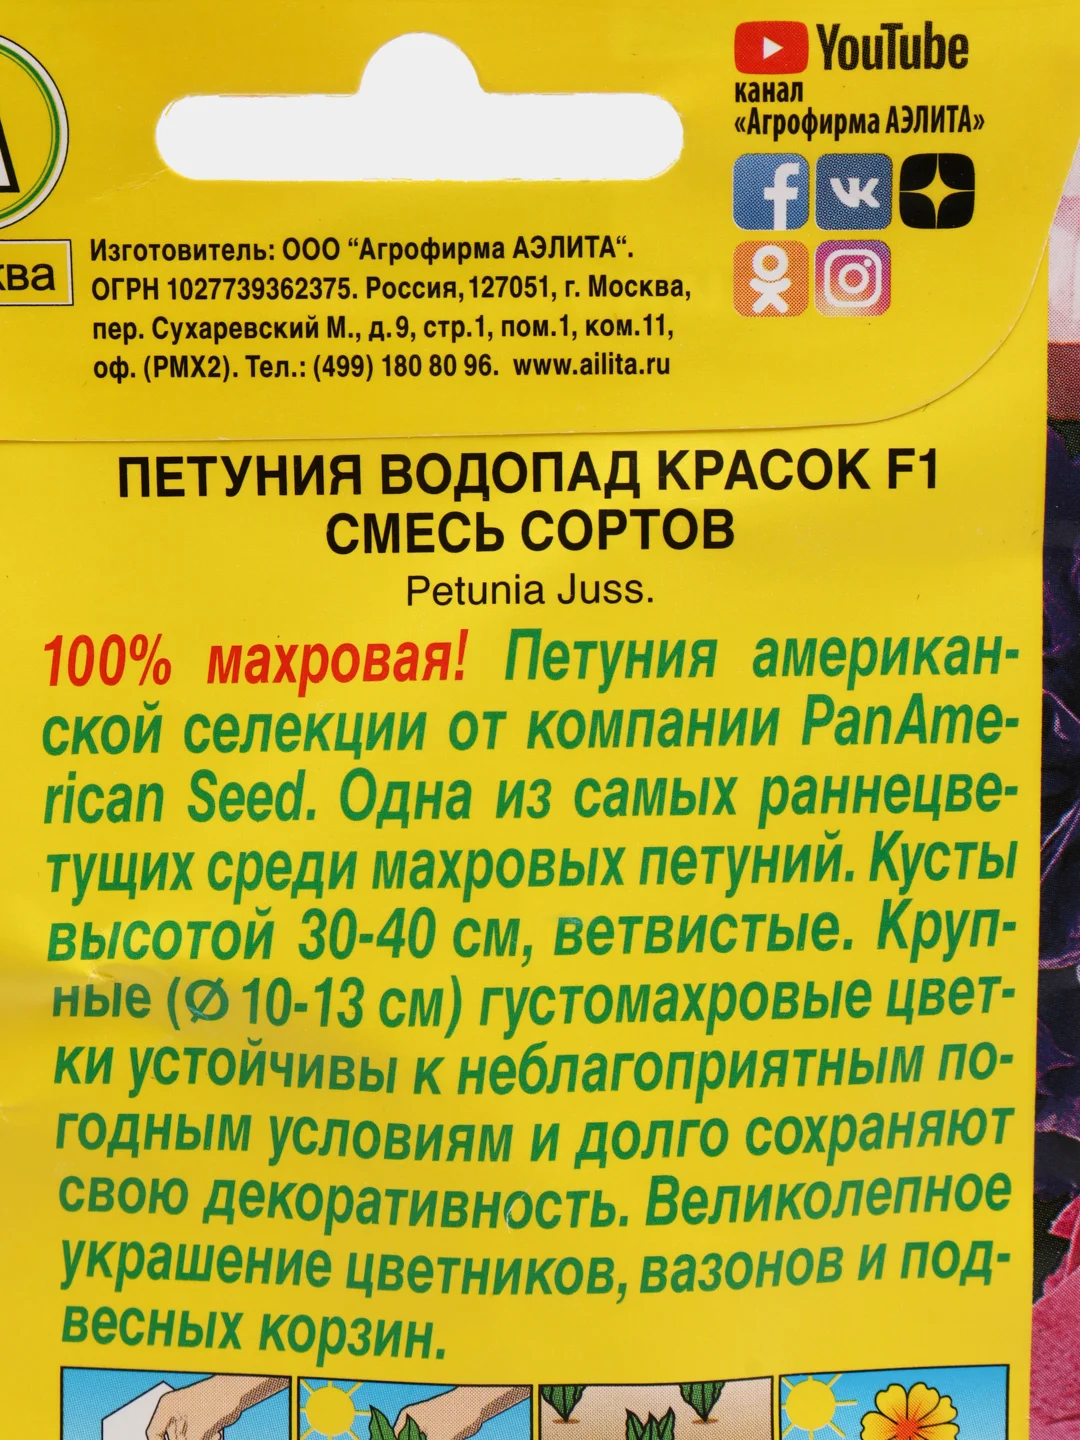 YouTube
канал
«Агрофирма АЭЛИТА»
Изготовитель: ООО “Агрофирма АЭЛИТА“.
ОГРН 1027739362375. Россия, 127051, г. Москва,
пер. Сухаревский М., д.9, стр.1, пом.1, ком.11,
оф. (РМХ2). Тел.: (499) 180 80 96. www.ailita.ru
ПЕТУНИЯ ВОДОПАД КРАСОК F1
СМЕСЬ СОРТОВ
Petunia Juss.
100% махровая! Петуния американ-
ской селекции от компании PanAme-
rican Seed. Одна из самых раннецве-
тущих среди махровых петуний. Кусты
высотой 30-40 см, ветвистые. Круп-
ные (Ø 10-13 см) густомахровые цвет-
ки устойчивы к неблагоприятным по-
годным условиям и долго сохраняют
свою декоративность. Великолепное
украшение цветников, вазонов и под-
весных корзин.